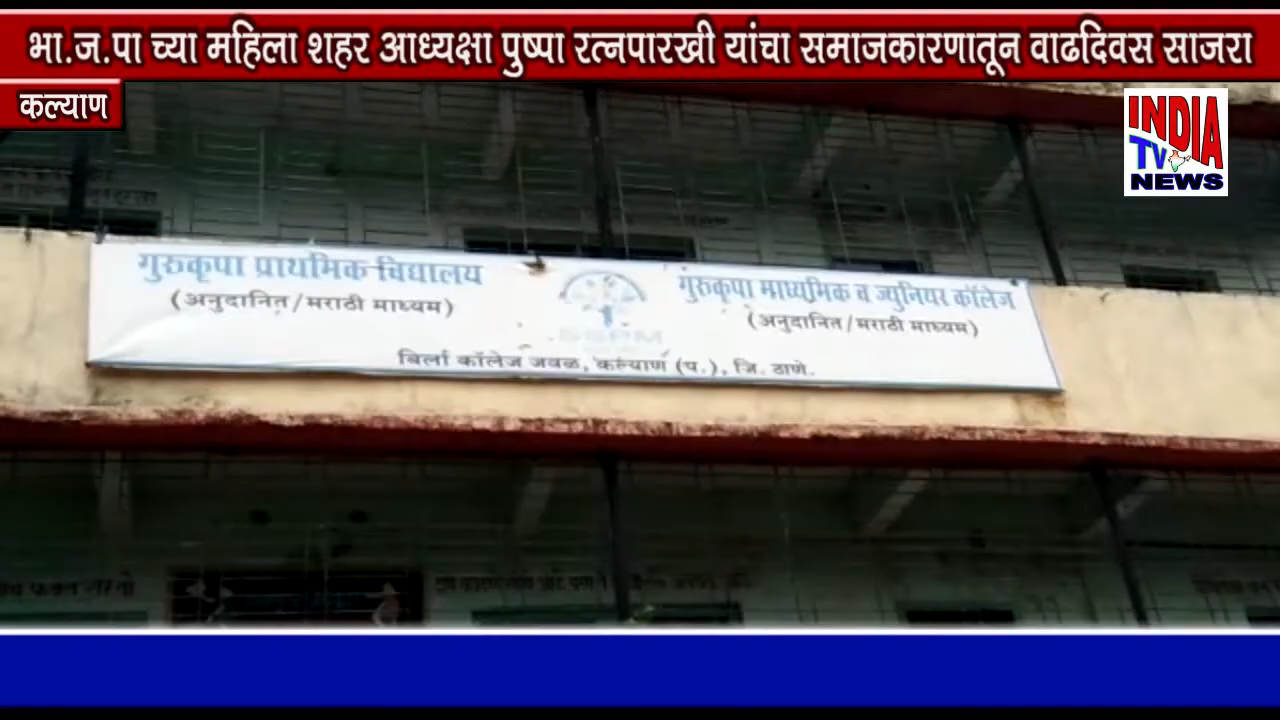 भा.ज.पा च्या महिला शहर आध्यक्षा पुष्पा रत्नपारखी यांचा समाजकारणातून वाढदिवस साजरा
कल्याण
INDIA
TV
NEWS
गुरुकृपा प्राथमिक विद्यालय
(अनुदानित/मराठी माध्यम)
गुरुकृपा माध्यमिक व ज्युनियर कॉलेज
(अनुदानित/मराठी माध्यम)
बिर्ला कॉलेज जवळ, कल्याण (प.), जि. ठाणे.